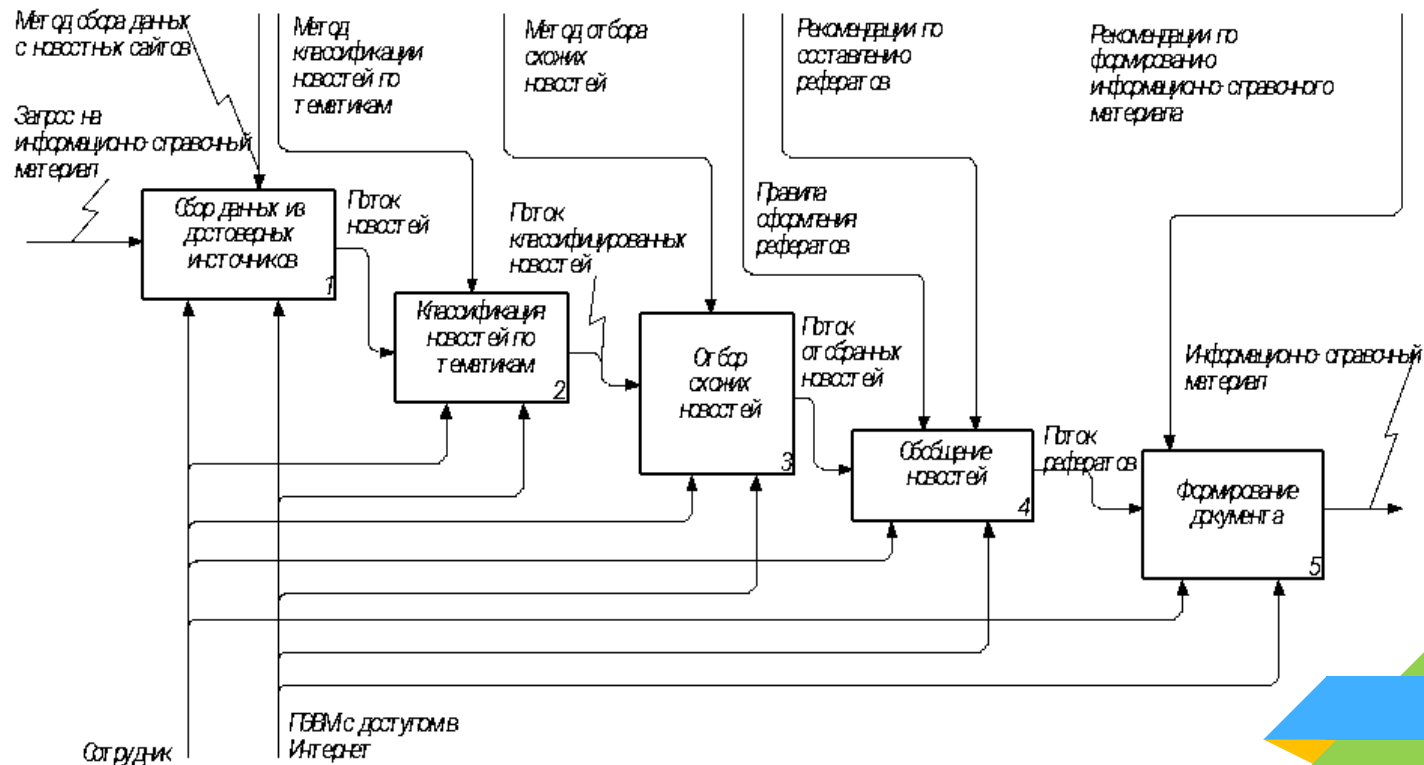 Метод сбора данных
с новостных сайтов
Метод
классификации
новостей по
тематикам
Метод отбора
схожих
новостей
Рекомендации по
составлению
рефератов
Рекомендации по
формированию
информационно-справочного
материала
Запрос на
информационно-справочный
материал
Сбор данных из
достоверных
инсточников
1
Поток
новостей
Поток
классифицированных
новостей
Правила
оформления
рефератов
Классификация
новостей по
тематикам
2
Отбор
схожих
новостей
3
Поток
отобранных
новостей
Информационно-справочный
материал
Обобщение
новостей
4
Поток
рефератов
Формирование
документа
5
Сотрудник
ПЭВМ с доступом в
Интернет